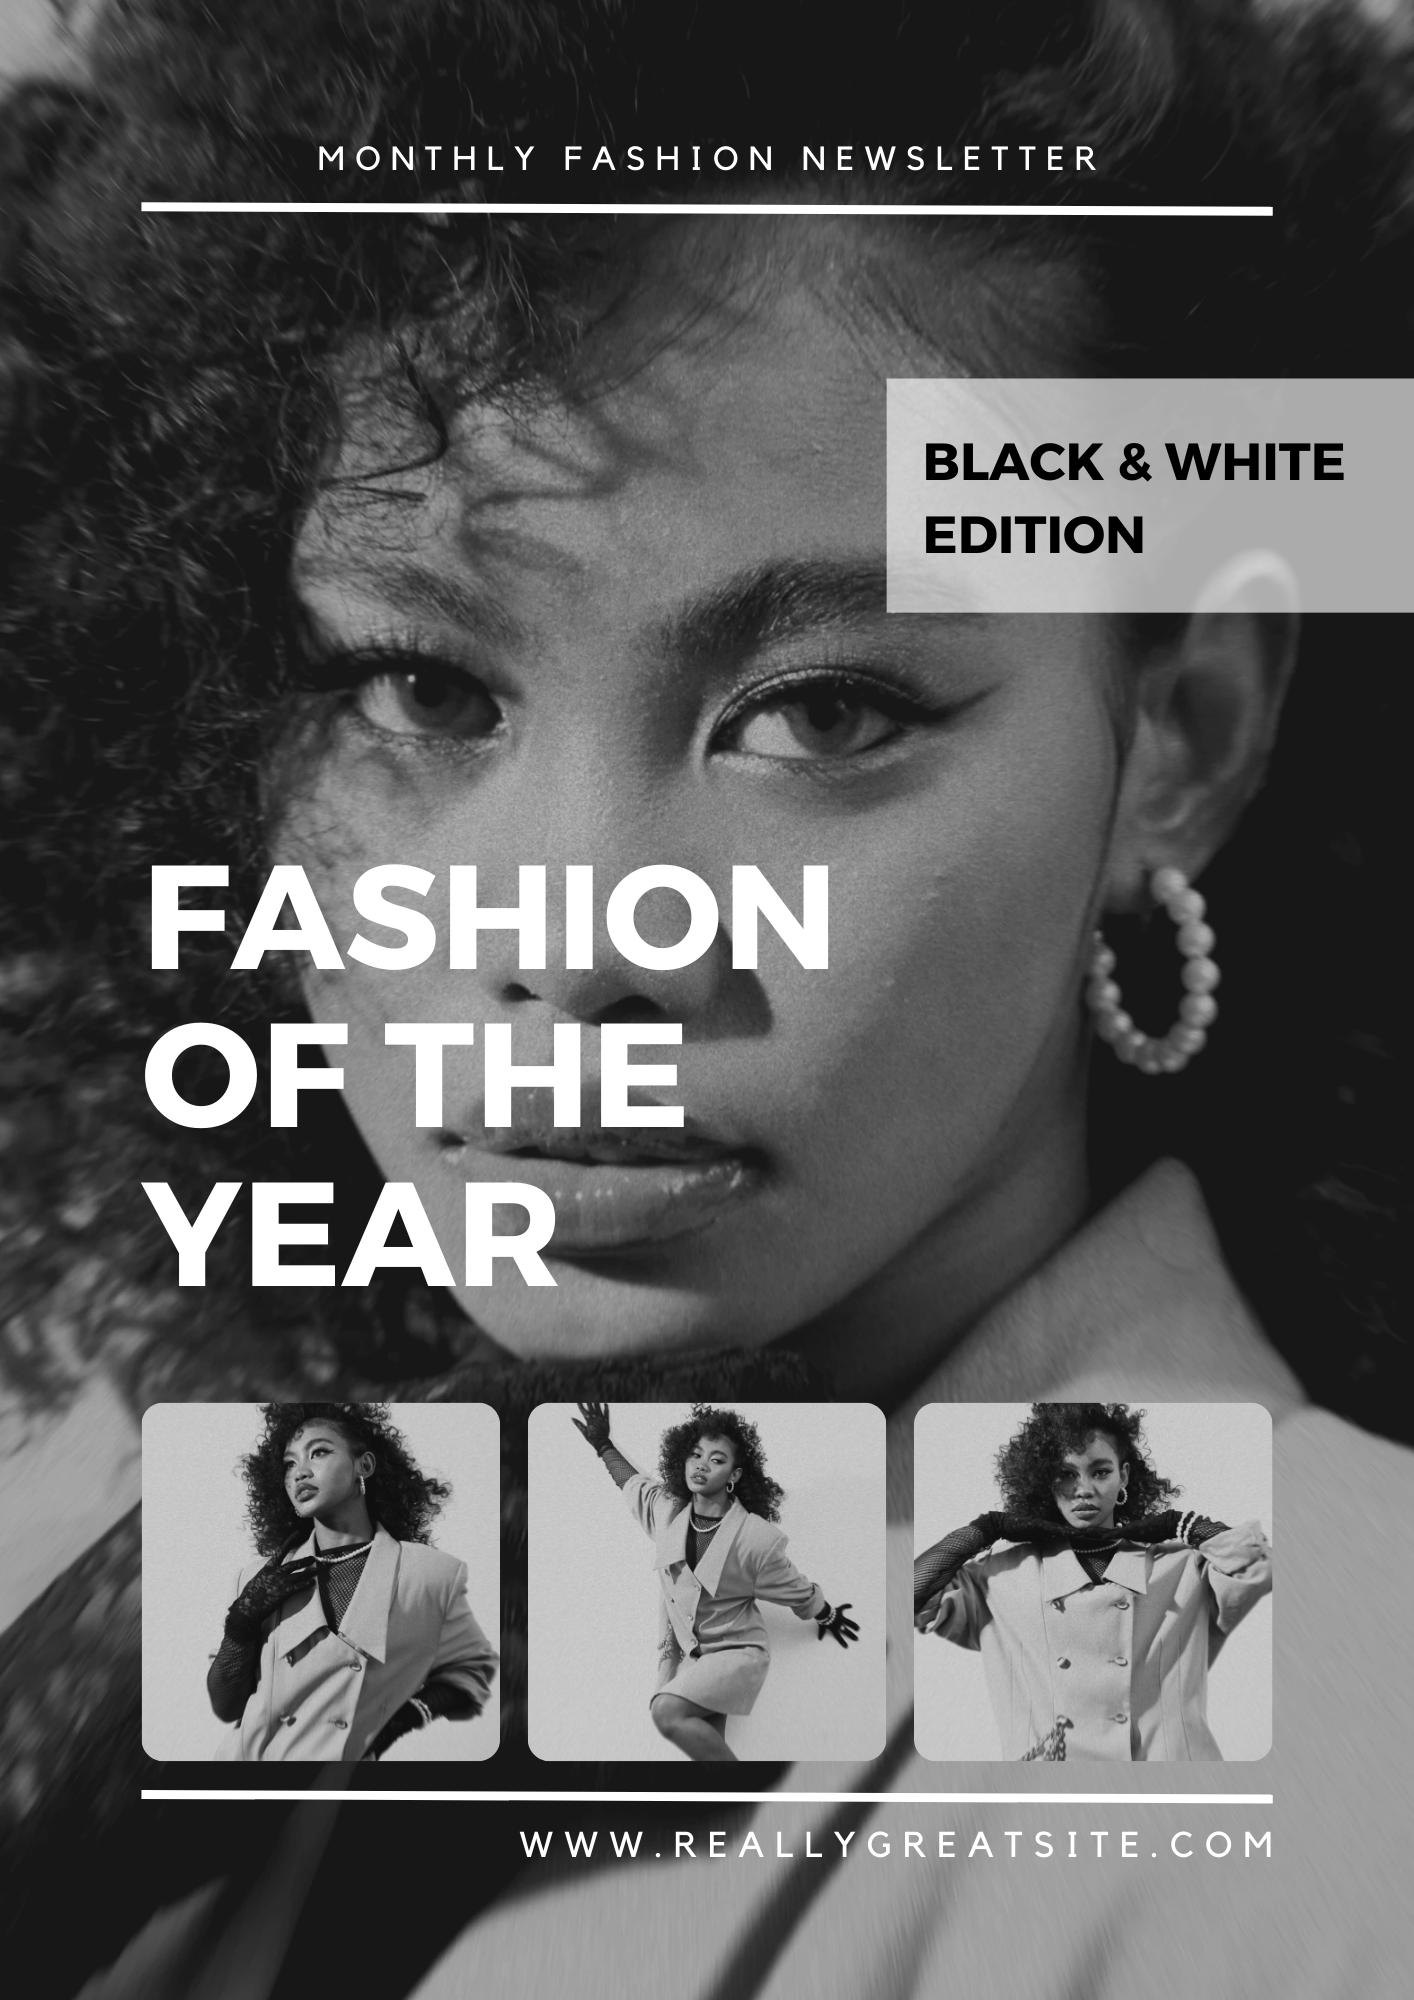 MONTHLY FASHION NEWSLETTER
BLACK & WHITE
EDITION
FASHION
OF THE
YEAR
WWW.REALLYGREATSITE.COM